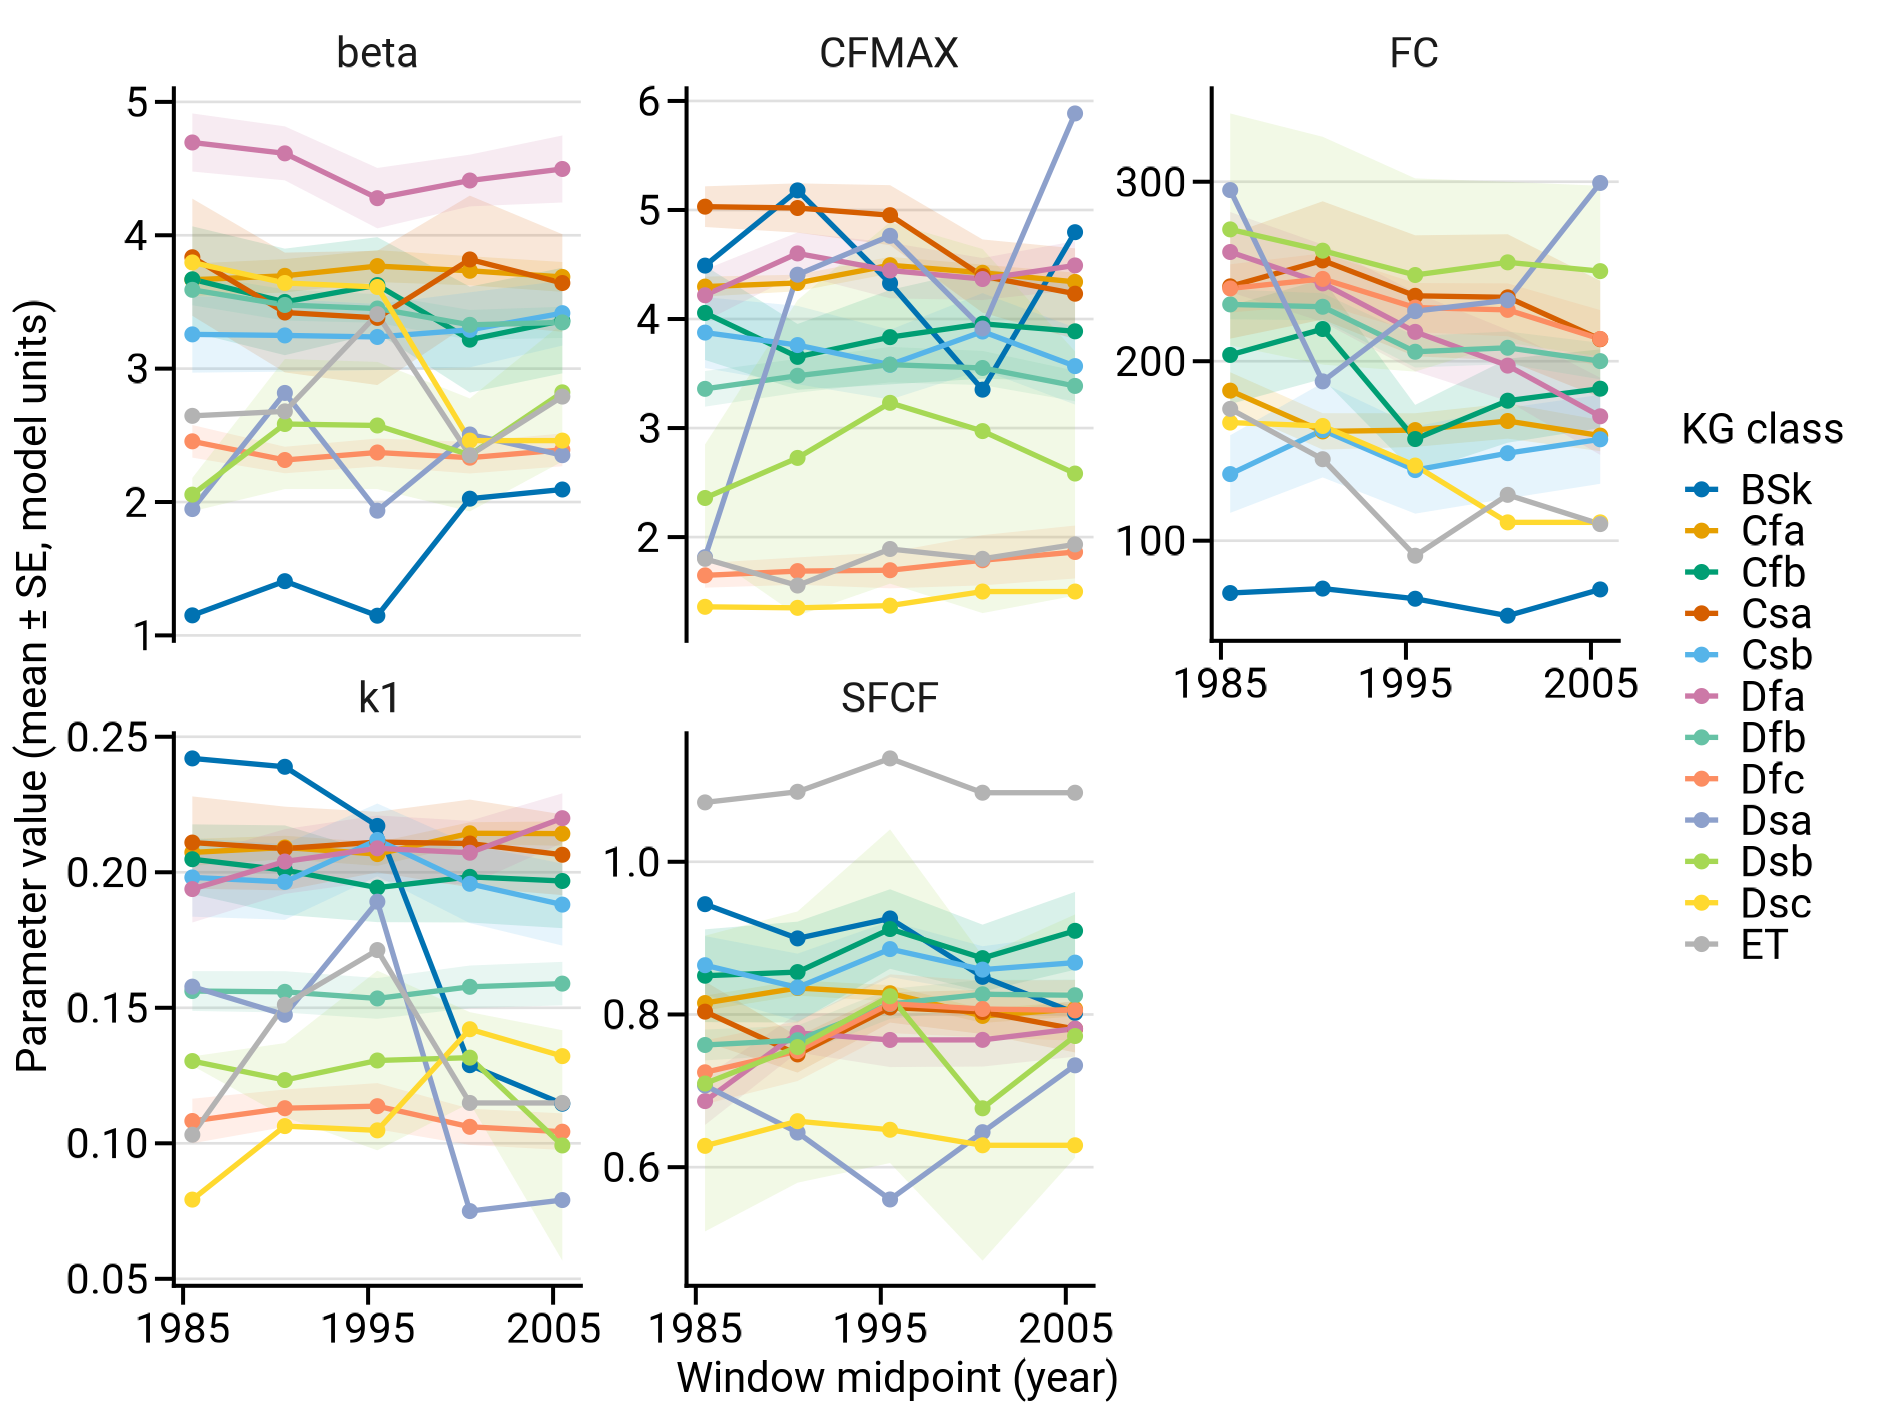 beta
CFMAX
FC
5
4
3
2
1
6
5
4
3
2
300
200
100
1985
1995
2005
Parameter value (mean ± SE, model units)
k1
SFCF
0.25
0.20
0.15
0.10
0.05
1.0
0.8
0.6
1985
1995
2005
1985
1995
2005
Window midpoint (year)
KG class
BSk
Cfa
Cfb
Csa
Csb
Dfa
Dfb
Dfc
Dsa
Dsb
Dsc
ET